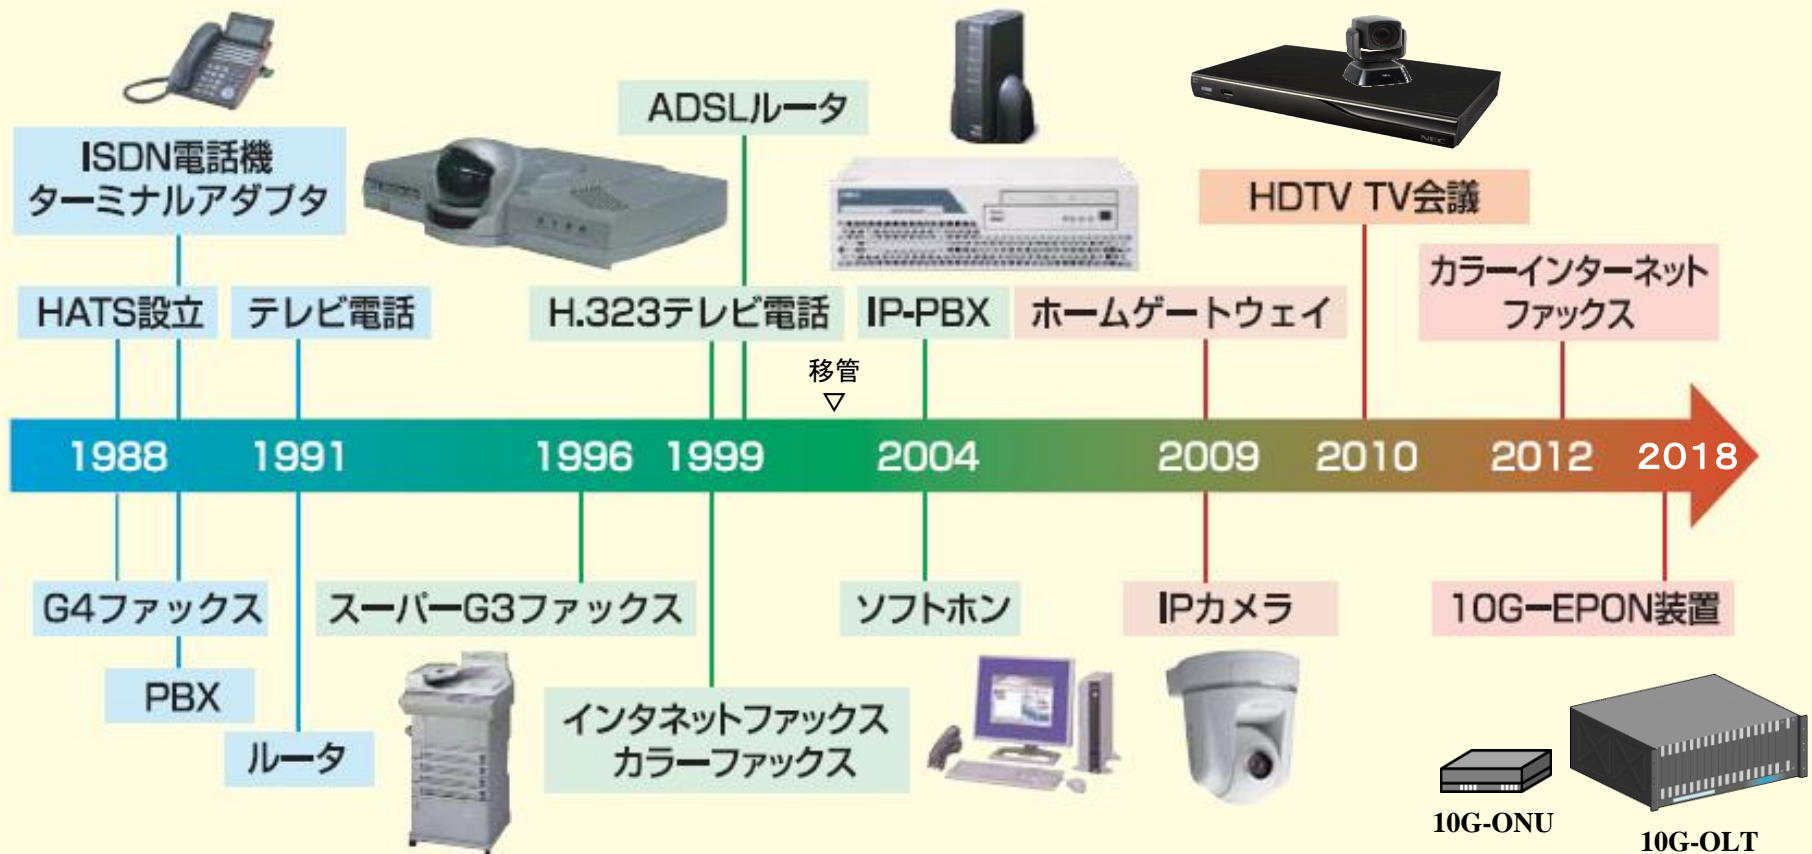 ADSLルータ
ISDN電話機
ターミナルアダプタ
HDTV TV会議
NEC
カラーインターネット
ファックス
HATS設立
テレビ電話
H.323テレビ電話
IP-PBX
ホームゲートウェイ
移管
▽
1988
1991
1996
1999
2004
2009
2010
2012
2018
G4ファックス
スーパーG3ファックス
ソフトホン
IPカメラ
10G－EPON装置
PBX
インタネットファックス
カラーファックス
ルータ
10G-ONU
10G-OLT